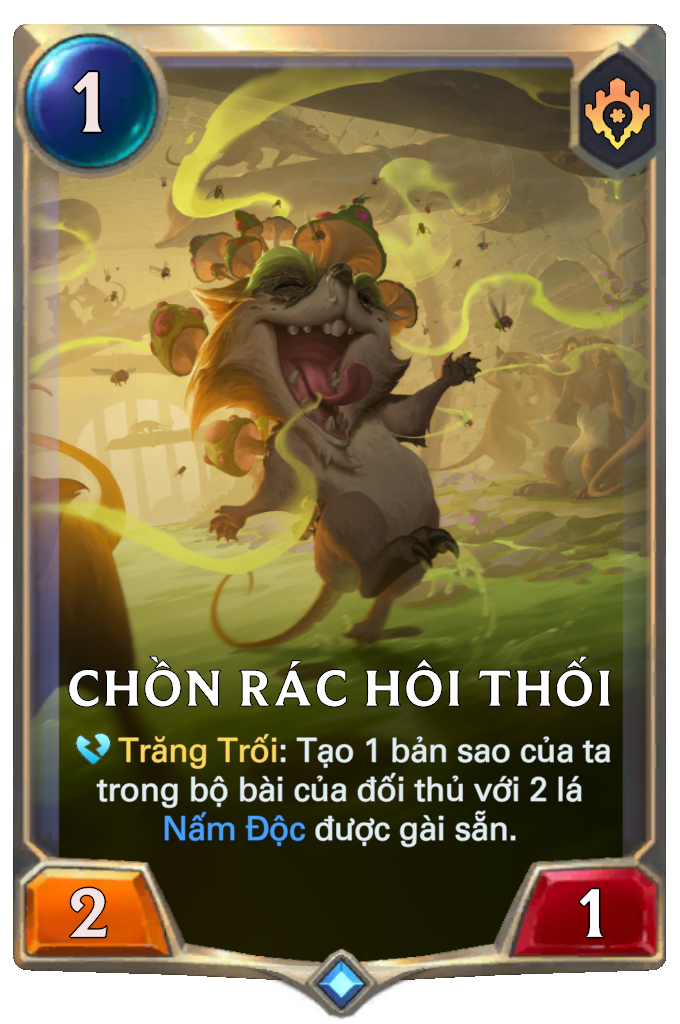 1
CHỒN RÁC HÔI THỐI
Trăng Trối: Tạo 1 bản sao của ta
trong bộ bài của đối thủ với 2 lá
Nấm Độc được gài sẵn.
2
1